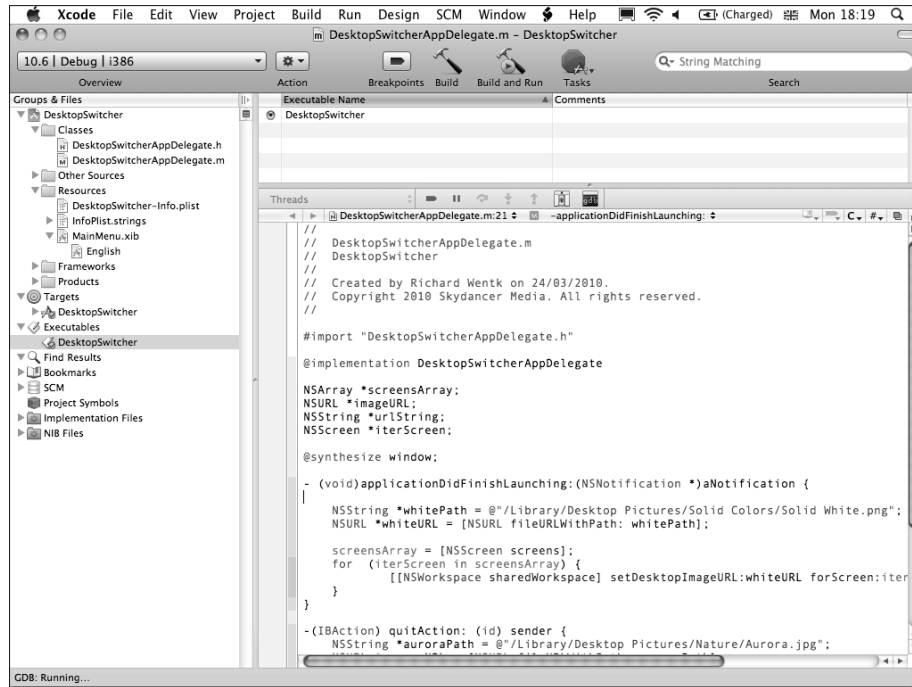 Xcode File Edit View Project Build Run Design SCM Window Help (Charged) Mon 18:19
DesktopSwitcherAppDelegate.m – DesktopSwitcher
10.6 | Debug | i386
String Matching
Overview Action Breakpoints Build Build and Run Tasks Search
Groups & Files
DesktopSwitcher
Classes
DesktopSwitcherAppDelegate.h
DesktopSwitcherAppDelegate.m
Other Sources
Resources
DesktopSwitcher-Info.plist
InfoPlist.strings
MainMenu.xib
English
Frameworks
Products
Targets
DesktopSwitcher
Executables
DesktopSwitcher
Find Results
Bookmarks
SCM
Project Symbols
Implementation Files
NIB Files
Executable Name Comments
DesktopSwitcher
Threads
DesktopSwitcherAppDelegate.m:21 -applicationDidFinishLaunching: C, #,
//
// DesktopSwitcherAppDelegate.m
// DesktopSwitcher
//
// Created by Richard Wentk on 24/03/2010.
// Copyright 2010 Skydancer Media. All rights reserved.
//
#import "DesktopSwitcherAppDelegate.h"
@implementation DesktopSwitcherAppDelegate
NSArray *screensArray;
NSURL *imageURL;
NSString *urlString;
NSScreen *iterScreen;
@synthesize window;
- (void)applicationDidFinishLaunching:(NSNotification *)aNotification {
NSString *whitePath = @"/Library/Desktop Pictures/Solid Colors/Solid White.png";
NSURL *whiteURL = [NSURL fileURLWithPath: whitePath];
screensArray = [NSScreen screens];
for (iterScreen in screensArray) {
[[NSWorkspace sharedWorkspace] setDesktopImageURL:whiteURL forScreen:iter
}
}
-(IBAction) quitAction: (id) sender {
NSString *auroraPath = @"/Library/Desktop Pictures/Nature/Aurora.jpg";
GDB: Running...